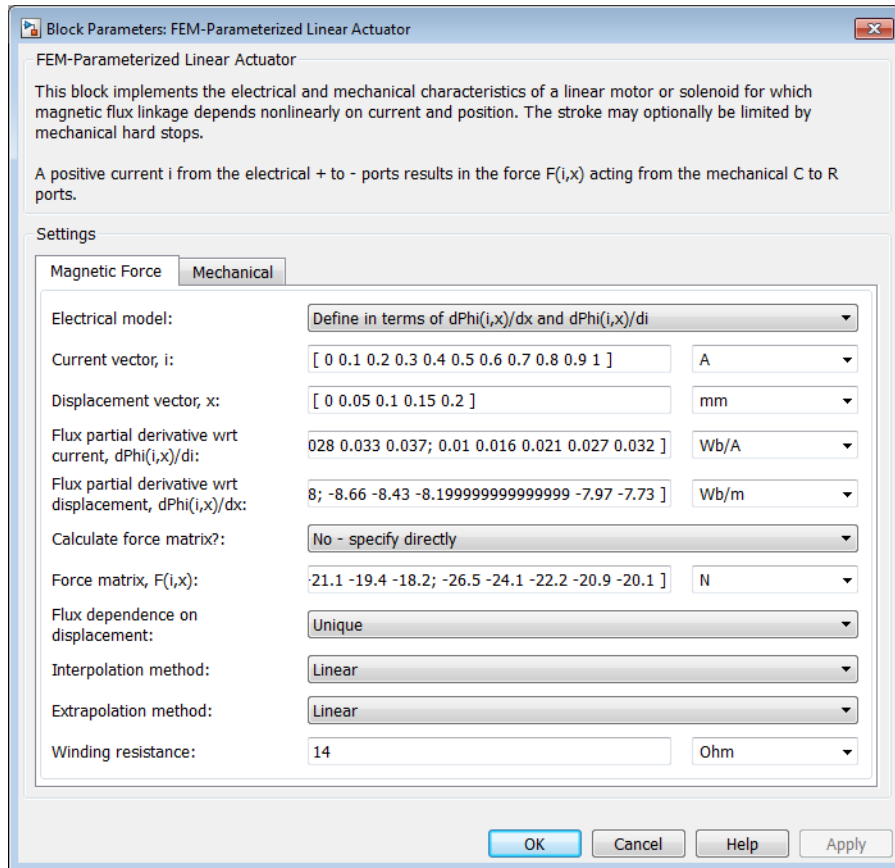 Block Parameters: FEM-Parameterized Linear Actuator
FEM-Parameterized Linear Actuator
This block implements the electrical and mechanical characteristics of a linear motor or solenoid for which
magnetic flux linkage depends nonlinearly on current and position. The stroke may optionally be limited by
mechanical hard stops.
A positive current i from the electrical + to - ports results in the force F(i,x) acting from the mechanical C to R
ports.
Settings
Magnetic Force Mechanical
Electrical model: Define in terms of dPhi(i,x)/dx and dPhi(i,x)/di
Current vector, i: [ 0 0.1 0.2 0.3 0.4 0.5 0.6 0.7 0.8 0.9 1 ] A
Displacement vector, x: [ 0 0.05 0.1 0.15 0.2 ] mm
Flux partial derivative wrt
current, dPhi(i,x)/di: 028 0.033 0.037; 0.01 0.016 0.021 0.027 0.032 ] Wb/A
Flux partial derivative wrt
displacement, dPhi(i,x)/dx: 8; -8.66 -8.43 -8.199999999999999 -7.97 -7.73 ] Wb/m
Calculate force matrix?: No - specify directly
Force matrix, F(i,x): -21.1 -19.4 -18.2; -26.5 -24.1 -22.2 -20.9 -20.1 ] N
Flux dependence on
displacement: Unique
Interpolation method: Linear
Extrapolation method: Linear
Winding resistance: 14 Ohm
OK Cancel Help Apply